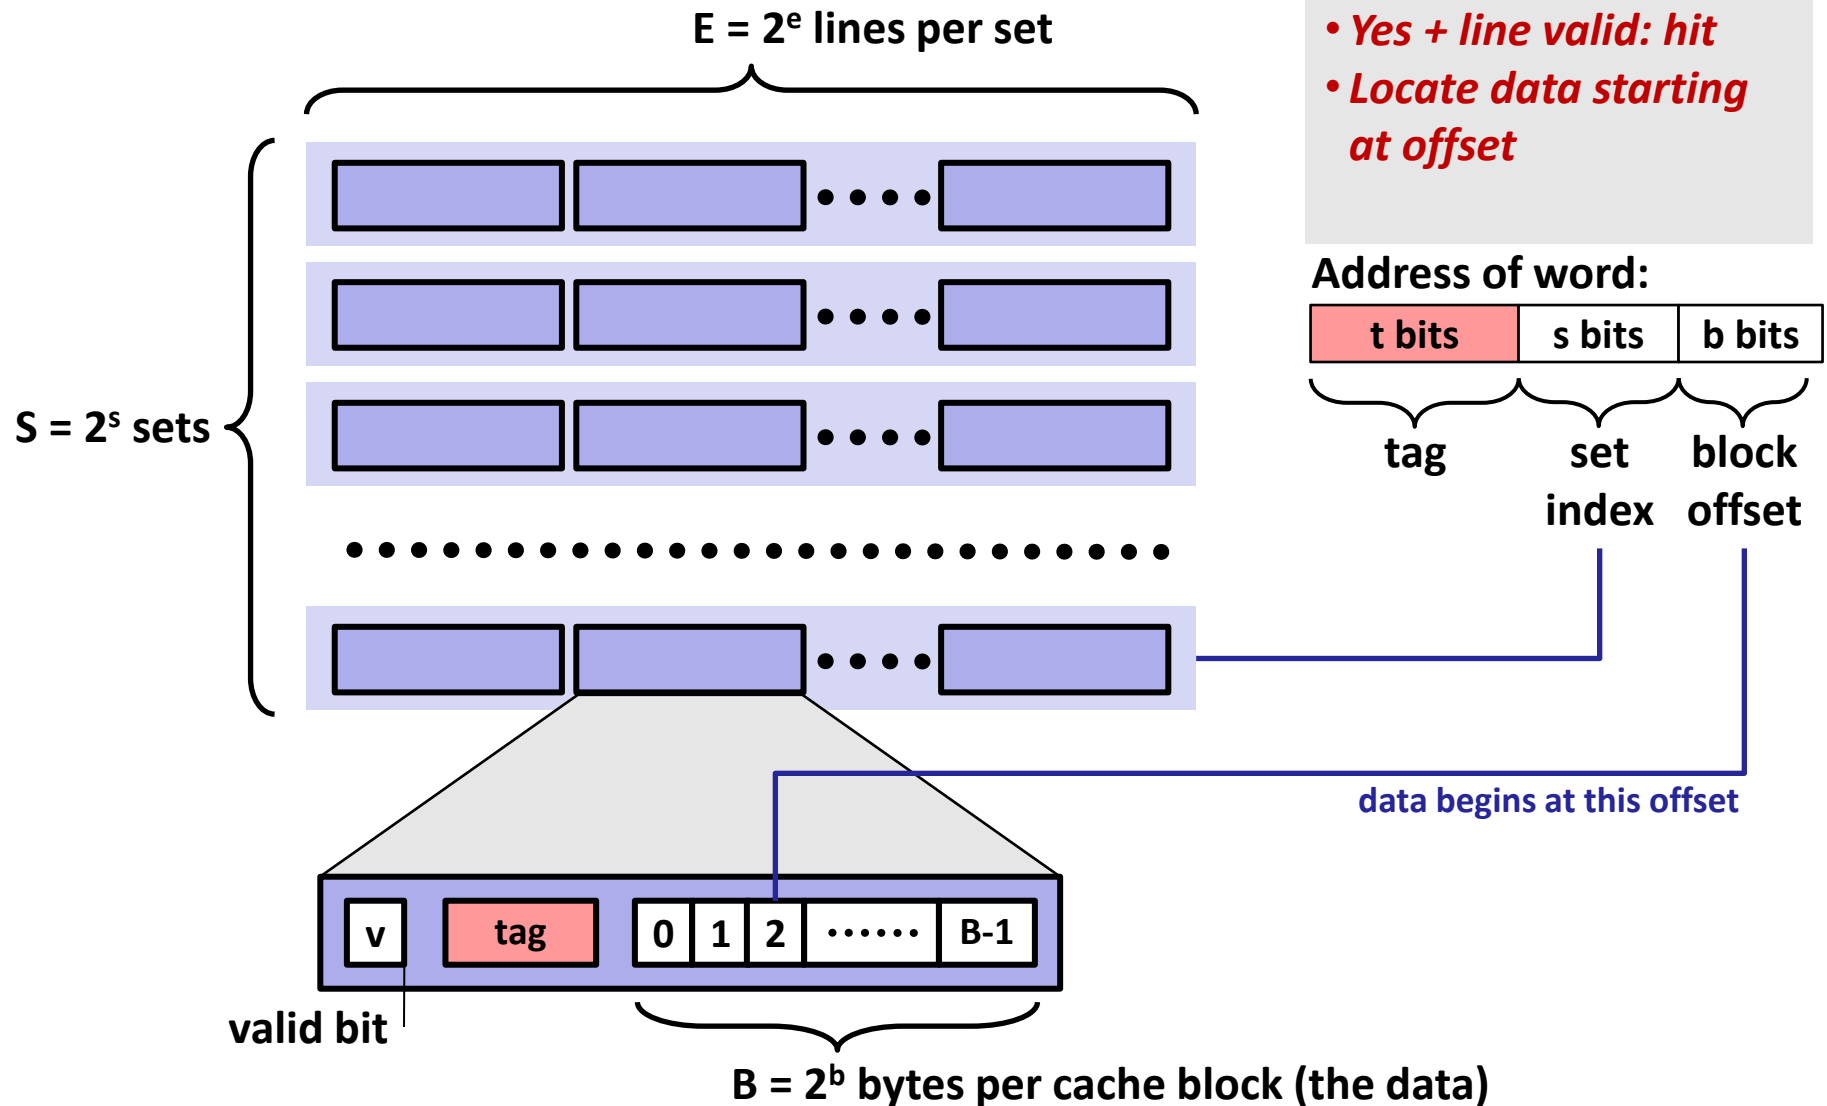 E = 2ᵉ lines per set
• Yes + line valid: hit
• Locate data starting
at offset
Address of word:
t bits s bits b bits
tag set block
index offset
S = 2ˢ sets
data begins at this offset
v tag 0 1 2 •••••• B-1
valid bit
B = 2ᵇ bytes per cache block (the data)